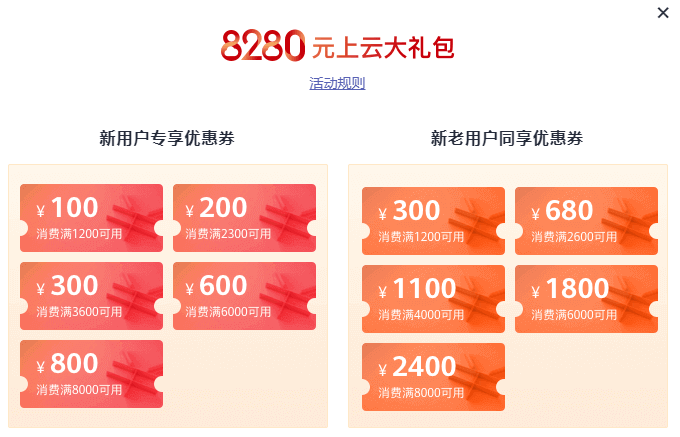 8280 元上云大礼包
活动规则
新用户专享优惠券
¥ 100
消费满1200可用
¥ 200
消费满2300可用
¥ 300
消费满3600可用
¥ 600
消费满6000可用
¥ 800
消费满8000可用
新老用户同享优惠券
¥ 300
消费满1200可用
¥ 680
消费满2600可用
¥ 1100
消费满4000可用
¥ 1800
消费满6000可用
¥ 2400
消费满8000可用